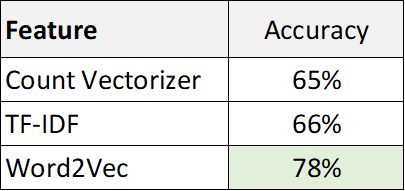 Feature Accuracy
Count Vectorizer 65%
TF-IDF 66%
Word2Vec 78%